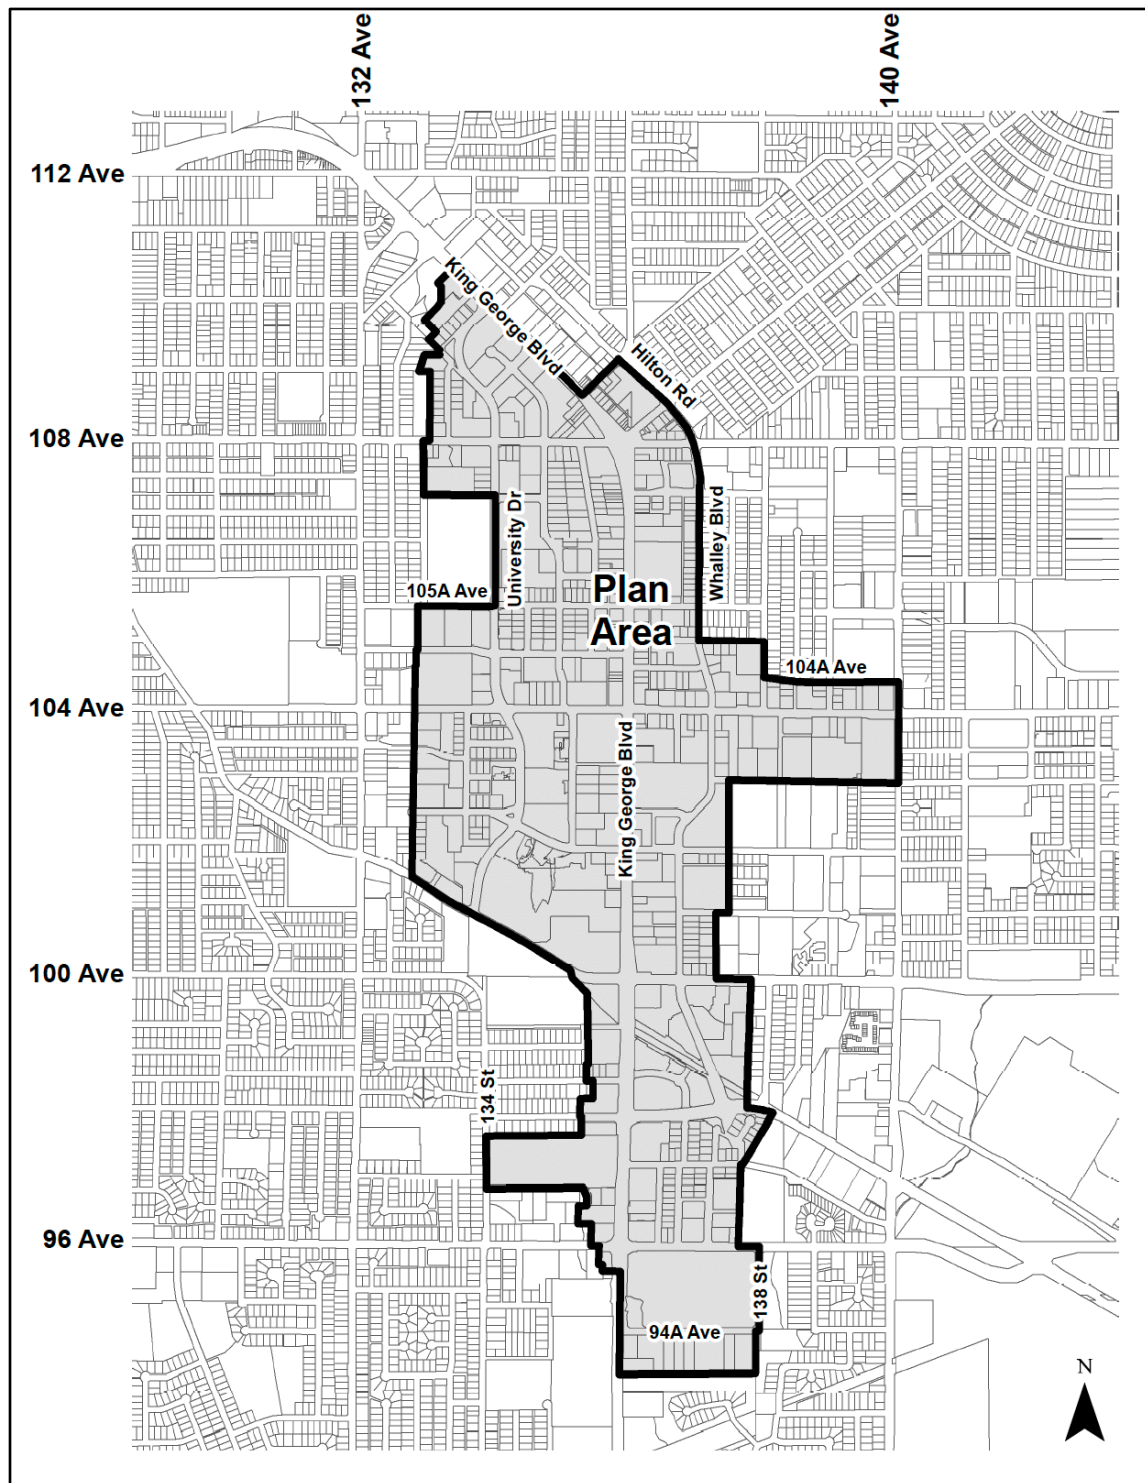 132 Ave
140 Ave
112 Ave
King George Blvd
Hilton Rd
108 Ave
University Dr
Whalley Blvd
Plan
Area
105A Ave
104A Ave
104 Ave
King George Blvd
100 Ave
134 St
96 Ave
138 St
94A Ave
N